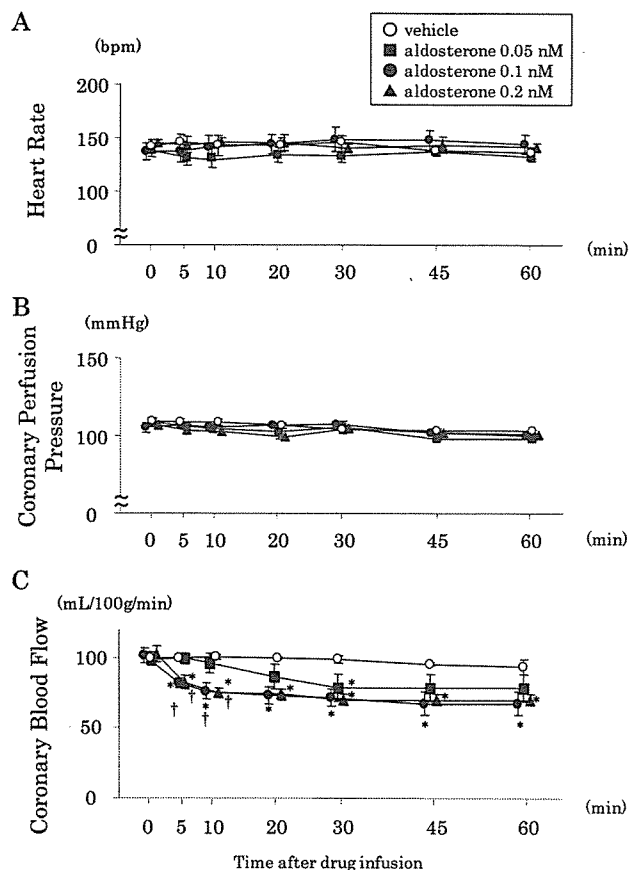 A
(bpm)
vehicle
aldosterone 0.05 nM
aldosterone 0.1 nM
aldosterone 0.2 nM
Heart Rate
200
150
100
0
0 5 10 20 30 45 60
(min)
B
(mmHg)
Coronary Perfusion
Pressure
150
100
0
0 5 10 20 30 45 60
(min)
C
(mL/100g/min)
Coronary Blood Flow
100
50
0
* * * * * *
† † † †
* * * * *
0 5 10 20 30 45 60
(min)
Time after drug infusion